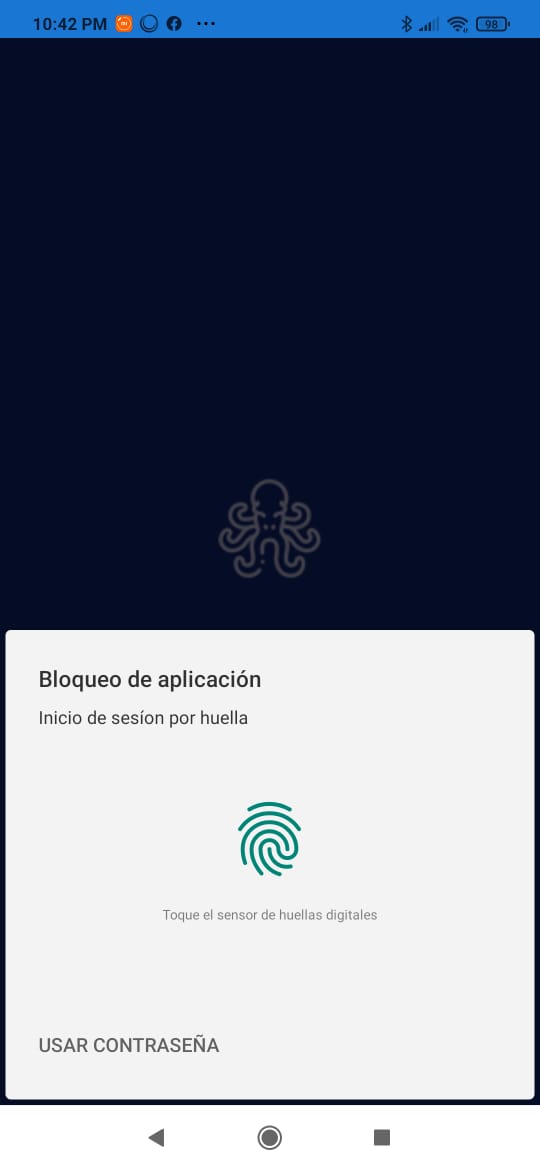 10:42 PM
98
Bloqueo de aplicación
Inicio de sesíon por huella
Toque el sensor de huellas digitales
USAR CONTRASEÑA